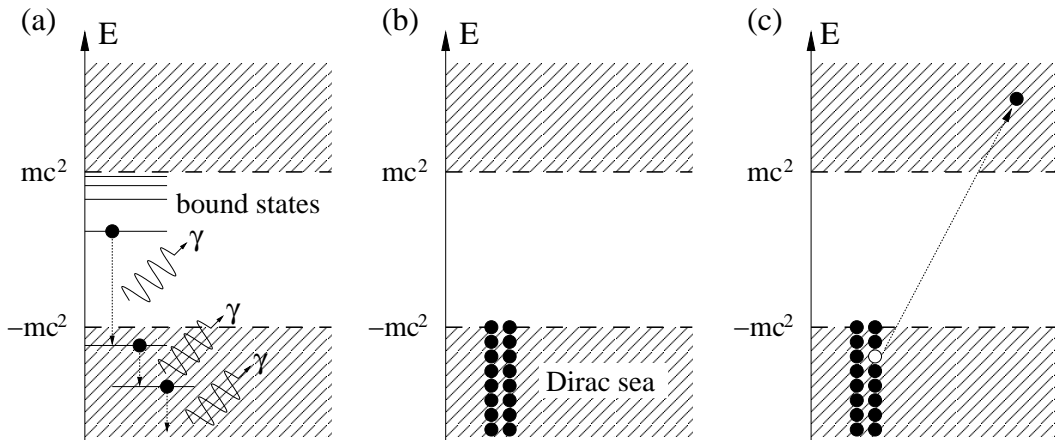 (a)
E
mc²
bound states
γ
−mc²
γ
γ
(b)
E
mc²
−mc²
Dirac sea
(c)
E
mc²
−mc²